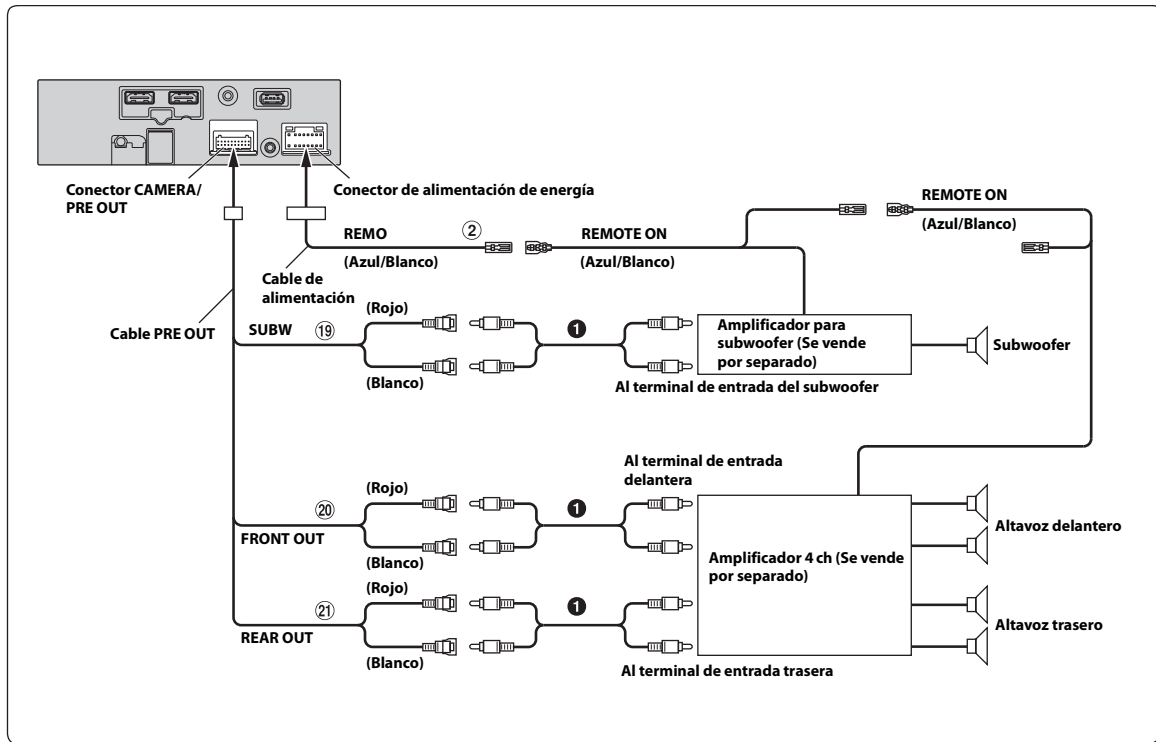 Conector CAMERA/
PRE OUT
Conector de alimentación de energía
REMOTE ON
(Azul/Blanco)
REMO
②
(Azul/Blanco)
REMOTE ON
(Azul/Blanco)
Cable de
alimentación
Cable PRE OUT
SUBW
⑲
(Rojo)
(Blanco)
❶
Amplificador para
subwoofer (Se vende
por separado)
Subwoofer
Al terminal de entrada del subwoofer
Al terminal de entrada
delantera
(Rojo)
⑳
FRONT OUT
(Blanco)
❶
Amplificador 4 ch (Se vende
por separado)
Altavoz delantero
(Rojo)
㉑
REAR OUT
(Blanco)
❶
Altavoz trasero
Al terminal de entrada trasera